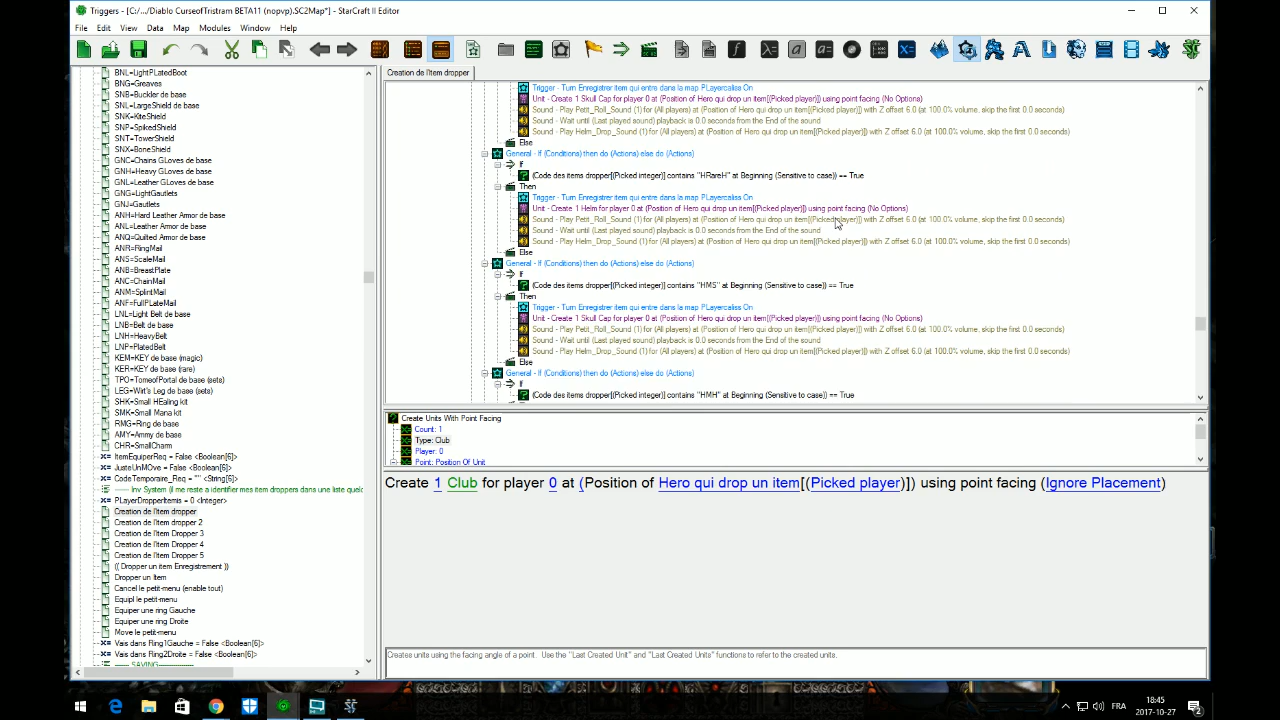 Triggers - [C:/.../Diablo CurseofTristram BETA11 (nopvp).SC2Map*] - StarCraft II Editor
File Edit View Data Map Modules Window Help
BNL=LightPLatedBoot
BNG=Greaves
SNB=Buckler de base
SNL=LargeShield de base
SNK=KiteShield
SNP=SpikedShield
SNT=TowerShield
SNX=BoneShield
GNC=Chains GLoves de base
GNH=Heavy GLoves de base
GNL=Leather GLoves de base
GNG=LightGautlets
GNJ=Gautlets
ANH=Hard Leather Amor de base
ANL=Leather Amor de base
ANQ=Quilted Amor de base
ANR=RingMail
ANS=ScaleMail
ANB=BreastPlate
ANC=ChainMail
ANM=SplintMail
ANF=FullPLateMail
LNL=Light Belt de base
LNB=Belt de base
LNH=HeavyBelt
LNP=PlatedBelt
KEM=KEY de base (magic)
KER=KEY de base (rare)
TPO=TomeofPortal de base (sets)
LEG=Wirt's Leg de base (sets)
SHK=Small HEaling kit
SMK=Small Mana kit
RMG=Ring de base
AMY=Ammy de base
CHR=SmallCharm
ItemEquiperReq = False <Boolean[6]>
JusteUnMOve = False <Boolean[6]>
CodeTemporaire_Req = "" <String[6]>
------ Inv System (il me reste a identifier mes item droppers dans une liste quelc
PLayerDropperItemis = 0 <Integer>
Creation de l'Item dropper
Creation de l'item dropper 2
Creation de l'Item Dropper 3
Creation de l'Item Dropper 4
Creation de l'Item Dropper 5
(( Dropper un item Enregistrement ))
Dropper un Item
Cancel le petit-menu (enable tout)
Equipl le petit-menu
Equiper une ring Gauche
Equiper une ring Droite
Move le petit-menu
Vais dans Ring1Gauche = False <Boolean[6]>
Vais dans Ring2Droite = False <Boolean[6]>
------ SAVING--------------
Creation de l'Item dropper
Trigger - Turn Enregistrer item qui entre dans la map PLayercaliss On
Unit - Create 1 Skull Cap for player 0 at (Position of Hero qui drop un item[(Picked player)] using point facing (No Options)
Sound - Play Petit_Roll_Sound (1) for (All players) at (Position of Hero qui drop un item[(Picked player)] with Z offset 6.0 (at 100.0% volume, skip the first 0.0 seconds)
Sound - Wait until (Last played sound) playback is 0.0 seconds from the End of the sound
Sound - Play Helm_Drop_Sound (1) for (All players) at (Position of Hero qui drop un item[(Picked player)] with Z offset 6.0 (at 100.0% volume, skip the first 0.0 seconds)
Else
General - If (Conditions) then do (Actions) else do (Actions)
If
(Code des items dropper[(Picked integer)] contains "HRareH" at Beginning (Sensitive to case)) == True
Then
Trigger - Turn Enregistrer item qui entre dans la map PLayercaliss On
Unit - Create 1 Helm for player 0 at (Position of Hero qui drop un item[(Picked player)] using point facing (No Options)
Sound - Play Petit_Roll_Sound (1) for (All players) at (Position of Hero qui drop un item[(Picked player)] with Z offset 6.0 (at 100.0% volume, skip the first 0.0 seconds)
Sound - Wait until (Last played sound) playback is 0.0 seconds from the End of the sound
Sound - Play Helm_Drop_Sound (1) for (All players) at (Position of Hero qui drop un item[(Picked player)] with Z offset 6.0 (at 100.0% volume, skip the first 0.0 seconds)
Else
General - If (Conditions) then do (Actions) else do (Actions)
If
(Code des items dropper[(Picked integer)] contains "HMS" at Beginning (Sensitive to case)) == True
Then
Trigger - Turn Enregistrer item qui entre dans la map PLayercaliss On
Unit - Create 1 Skull Cap for player 0 at (Position of Hero qui drop un item[(Picked player)] using point facing (No Options)
Sound - Play Petit_Roll_Sound (1) for (All players) at (Position of Hero qui drop un item[(Picked player)] with Z offset 6.0 (at 100.0% volume, skip the first 0.0 seconds)
Sound - Wait until (Last played sound) playback is 0.0 seconds from the End of the sound
Sound - Play Helm_Drop_Sound (1) for (All players) at (Position of Hero qui drop un item[(Picked player)] with Z offset 6.0 (at 100.0% volume, skip the first 0.0 seconds)
Else
General - If (Conditions) then do (Actions) else do (Actions)
If
(Code des items dropper[(Picked integer)] contains "HMH" at Beginning (Sensitive to case)) == True
Create Units With Point Facing
Count: 1
Type: Club
Player: 0
Point: Position Of Unit
Create 1 Club for player 0 at (Position of Hero qui drop un item[(Picked player)]) using point facing (Ignore Placement)
Creates units using the facing angle of a point. Use the "Last Created Unit" and "Last Created Units" functions to refer to the created units.
FRA
18:45
2017-10-27
2